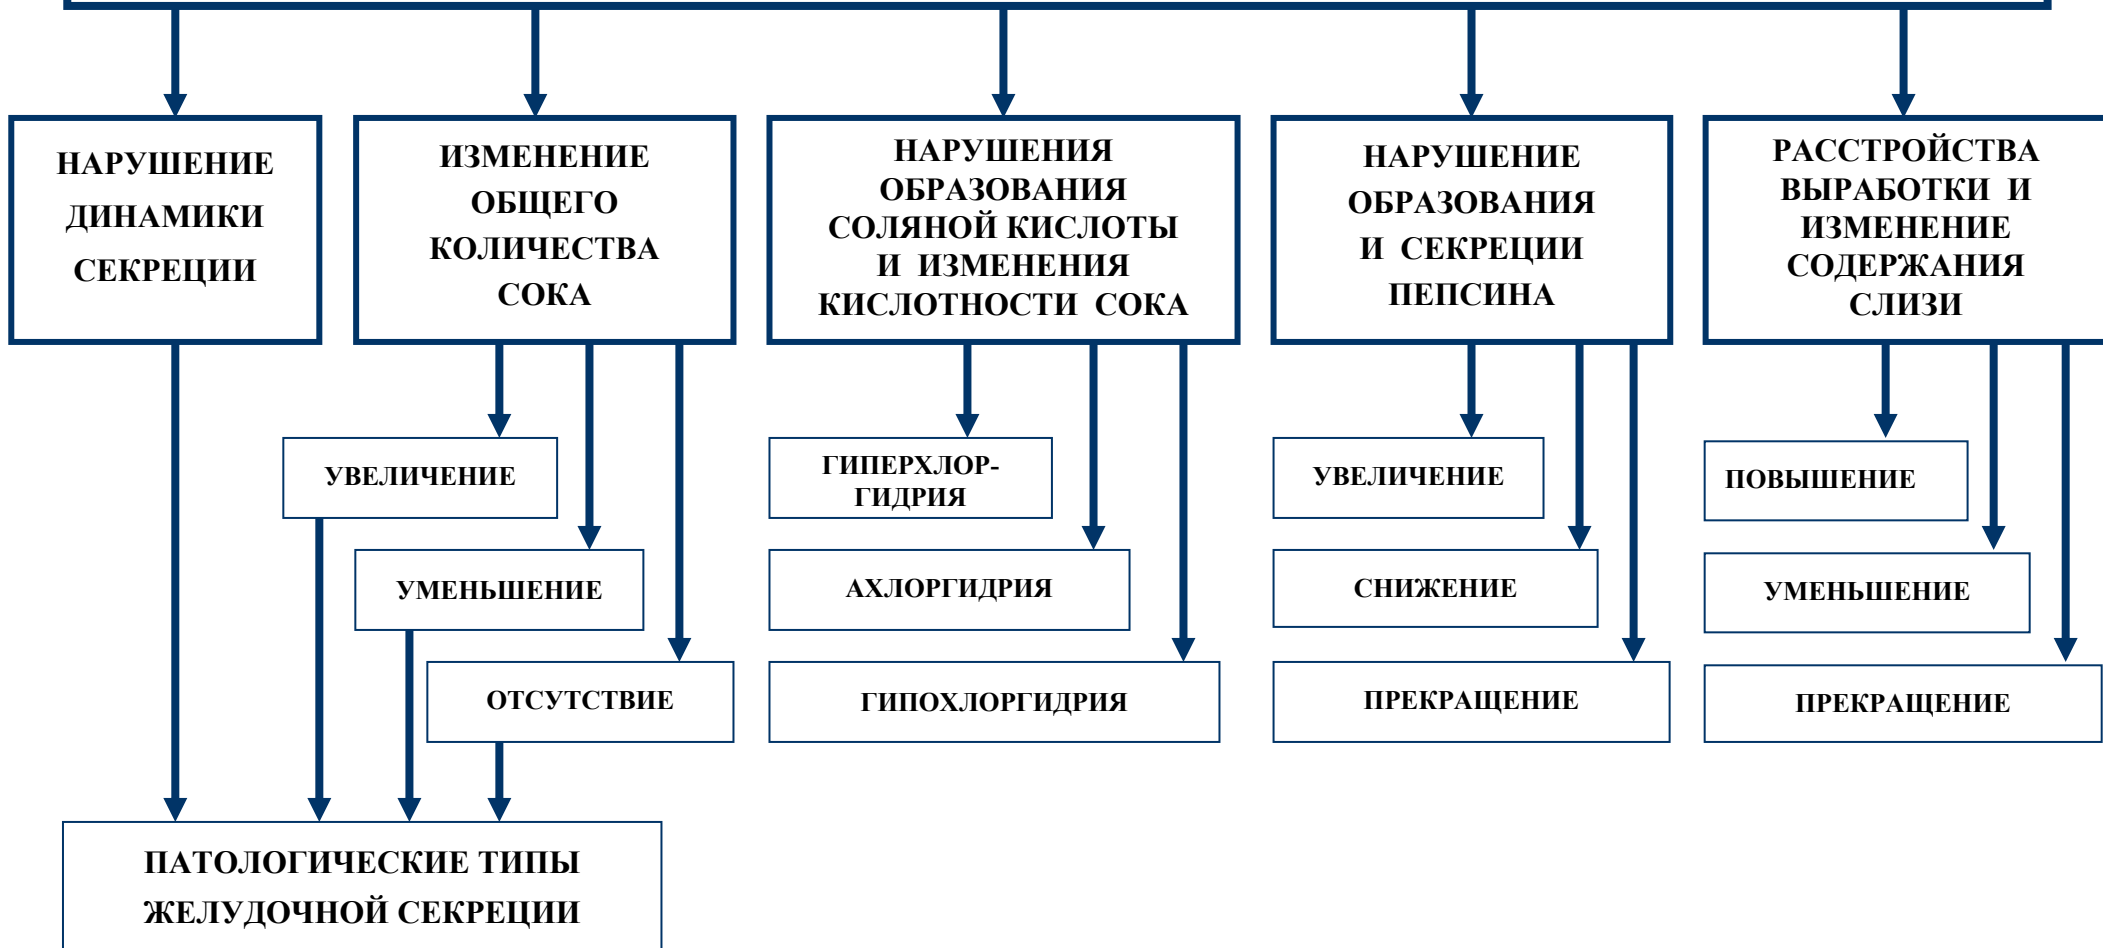 НАРУШЕНИЕ
ДИНАМИКИ
СЕКРЕЦИИ
ИЗМЕНЕНИЕ
ОБЩЕГО
КОЛИЧЕСТВА
СОКА
НАРУШЕНИЯ
ОБРАЗОВАНИЯ
СОЛЯНОЙ КИСЛОТЫ
И ИЗМЕНЕНИЯ
КИСЛОТНОСТИ СОКА
НАРУШЕНИЕ
ОБРАЗОВАНИЯ
И СЕКРЕЦИИ
ПЕПСИНА
РАССТРОЙСТВА
ВЫРАБОТКИ И
ИЗМЕНЕНИЕ
СОДЕРЖАНИЯ
СЛИЗИ
УВЕЛИЧЕНИЕ
УМЕНЬШЕНИЕ
ОТСУТСТВИЕ
ГИПЕРХЛОР-
ГИДРИЯ
АХЛОРГИДРИЯ
ГИПОХЛОРГИДРИЯ
УВЕЛИЧЕНИЕ
СНИЖЕНИЕ
ПРЕКРАЩЕНИЕ
ПОВЫШЕНИЕ
УМЕНЬШЕНИЕ
ПРЕКРАЩЕНИЕ
ПАТОЛОГИЧЕСКИЕ ТИПЫ
ЖЕЛУДОЧНОЙ СЕКРЕЦИИ